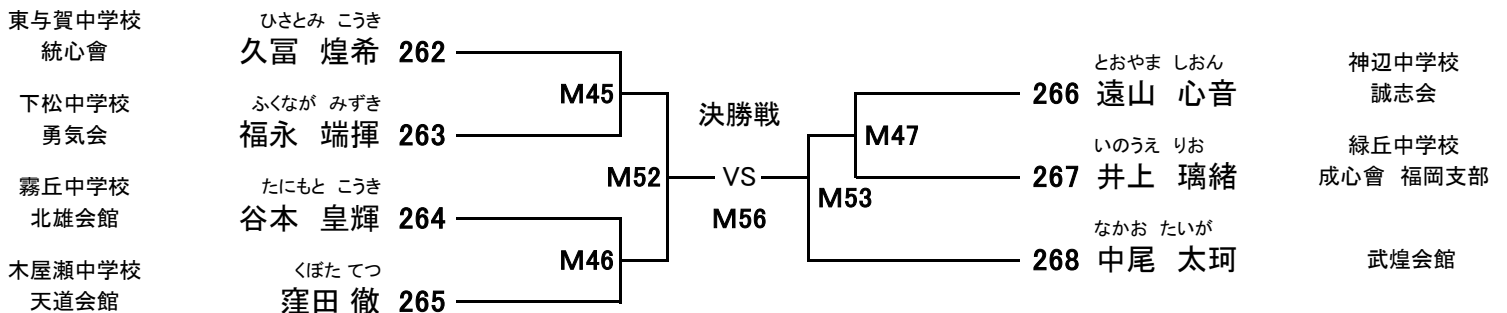 東与賀中学校
統心會
ひさとみ こうき
久冨 煌希 262
下松中学校
勇気会
ふくなが みずき
福永 端揮 263
霧丘中学校
北雄会館
たにもと こうき
谷本 皇輝 264
木屋瀬中学校
天道会館
くぼた てつ
窪田 徹 265
M45
M46
M52
決勝戦
VS
M56
M47
M53
とおやま しおん
266 遠山 心音
神辺中学校
誠志会
いのうえ りお
267 井上 璃緒
緑丘中学校
成心會 福岡支部
なかお たいが
268 中尾 太珂
武煌会館